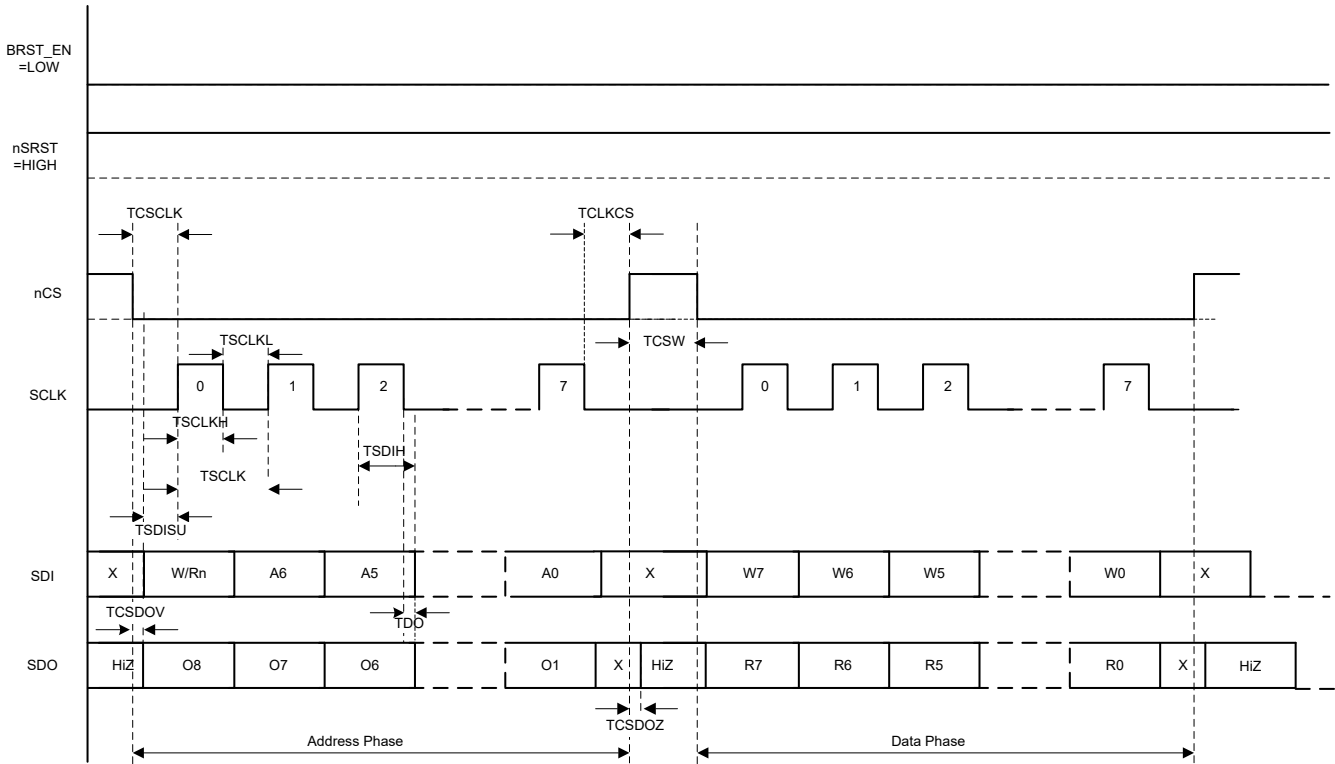 BRST_EN
=LOW
nSRST
=HIGH
TCSCLK TCLKCS
nCS
TSCLKL TCSW
SCLK 0 1 2 7 0 1 2 7
TSCLKH
TSDIH
TSCLK
TSDISU
SDI X W/Rn A6 A5 A0 X W7 W6 W5 W0 X
TCSDOV TDO
SDO HiZ O8 O7 O6 O1 X HiZ R7 R6 R5 R0 X HiZ
TCSDOZ
Address Phase Data Phase